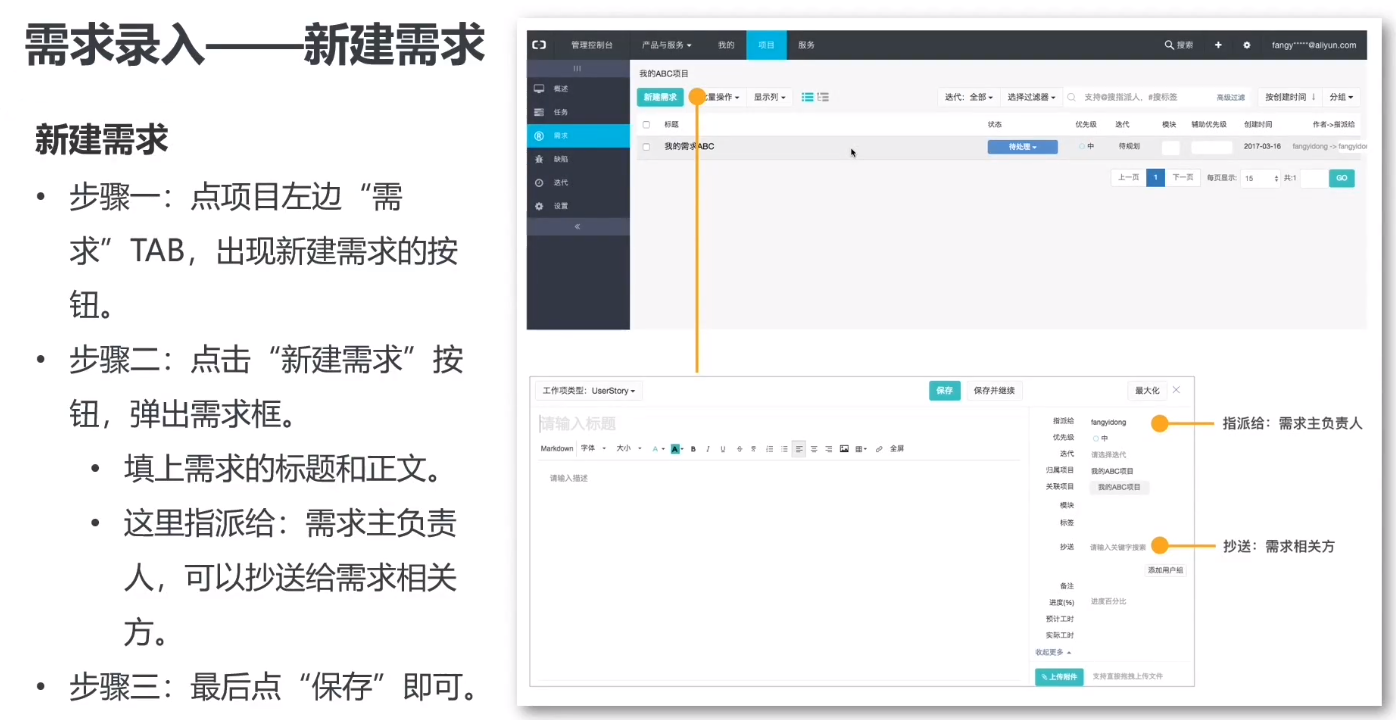 需求录入——新建需求
新建需求
• 步骤一：点项目左边“需
求”TAB，出现新建需求的按
钮。
• 步骤二：点击“新建需求”按
钮，弹出需求框。
• 填上需求的标题和正文。
• 这里指派给：需求主负责
人，可以抄送给需求相关
方。
• 步骤三：最后点“保存”即可。
管理控制台 产品与服务 我的 项目 服务 搜索 fangy*****@aliyun.com
概述
任务
需求
缺陷
迭代
设置
我的ABC项目
新建需求 量操作 显示列 迭代：全部 选择过滤器 支持@搜指派人，#搜标签 高级过滤 按创建时间 ↓ 分组
标题 状态 优先级 迭代 模块 辅助优先级 创建时间 作者->指派给
我的需求ABC 待处理 中 待规划 2017-03-16 fangyidong -> fangyidon
上一页 1 下一页 每页显示: 15 共:1 GO
工作项类型：UserStory 保存 保存并继续 最大化 ×
请输入标题
Markdown 字体 大小 A A B I U S 全屏
请输入描述
指派给 fangyidong
优先级 中
迭代 请选择迭代
归属项目 我的ABC项目
关联项目 我的ABC项目
模块
标签
抄送 请输入关键字搜索
添加用户组
备注
进度(%) 进度百分比
预计工时
实际工时
收起更多
上传附件 支持直接拖拽上传文件
指派给：需求主负责人
抄送：需求相关方